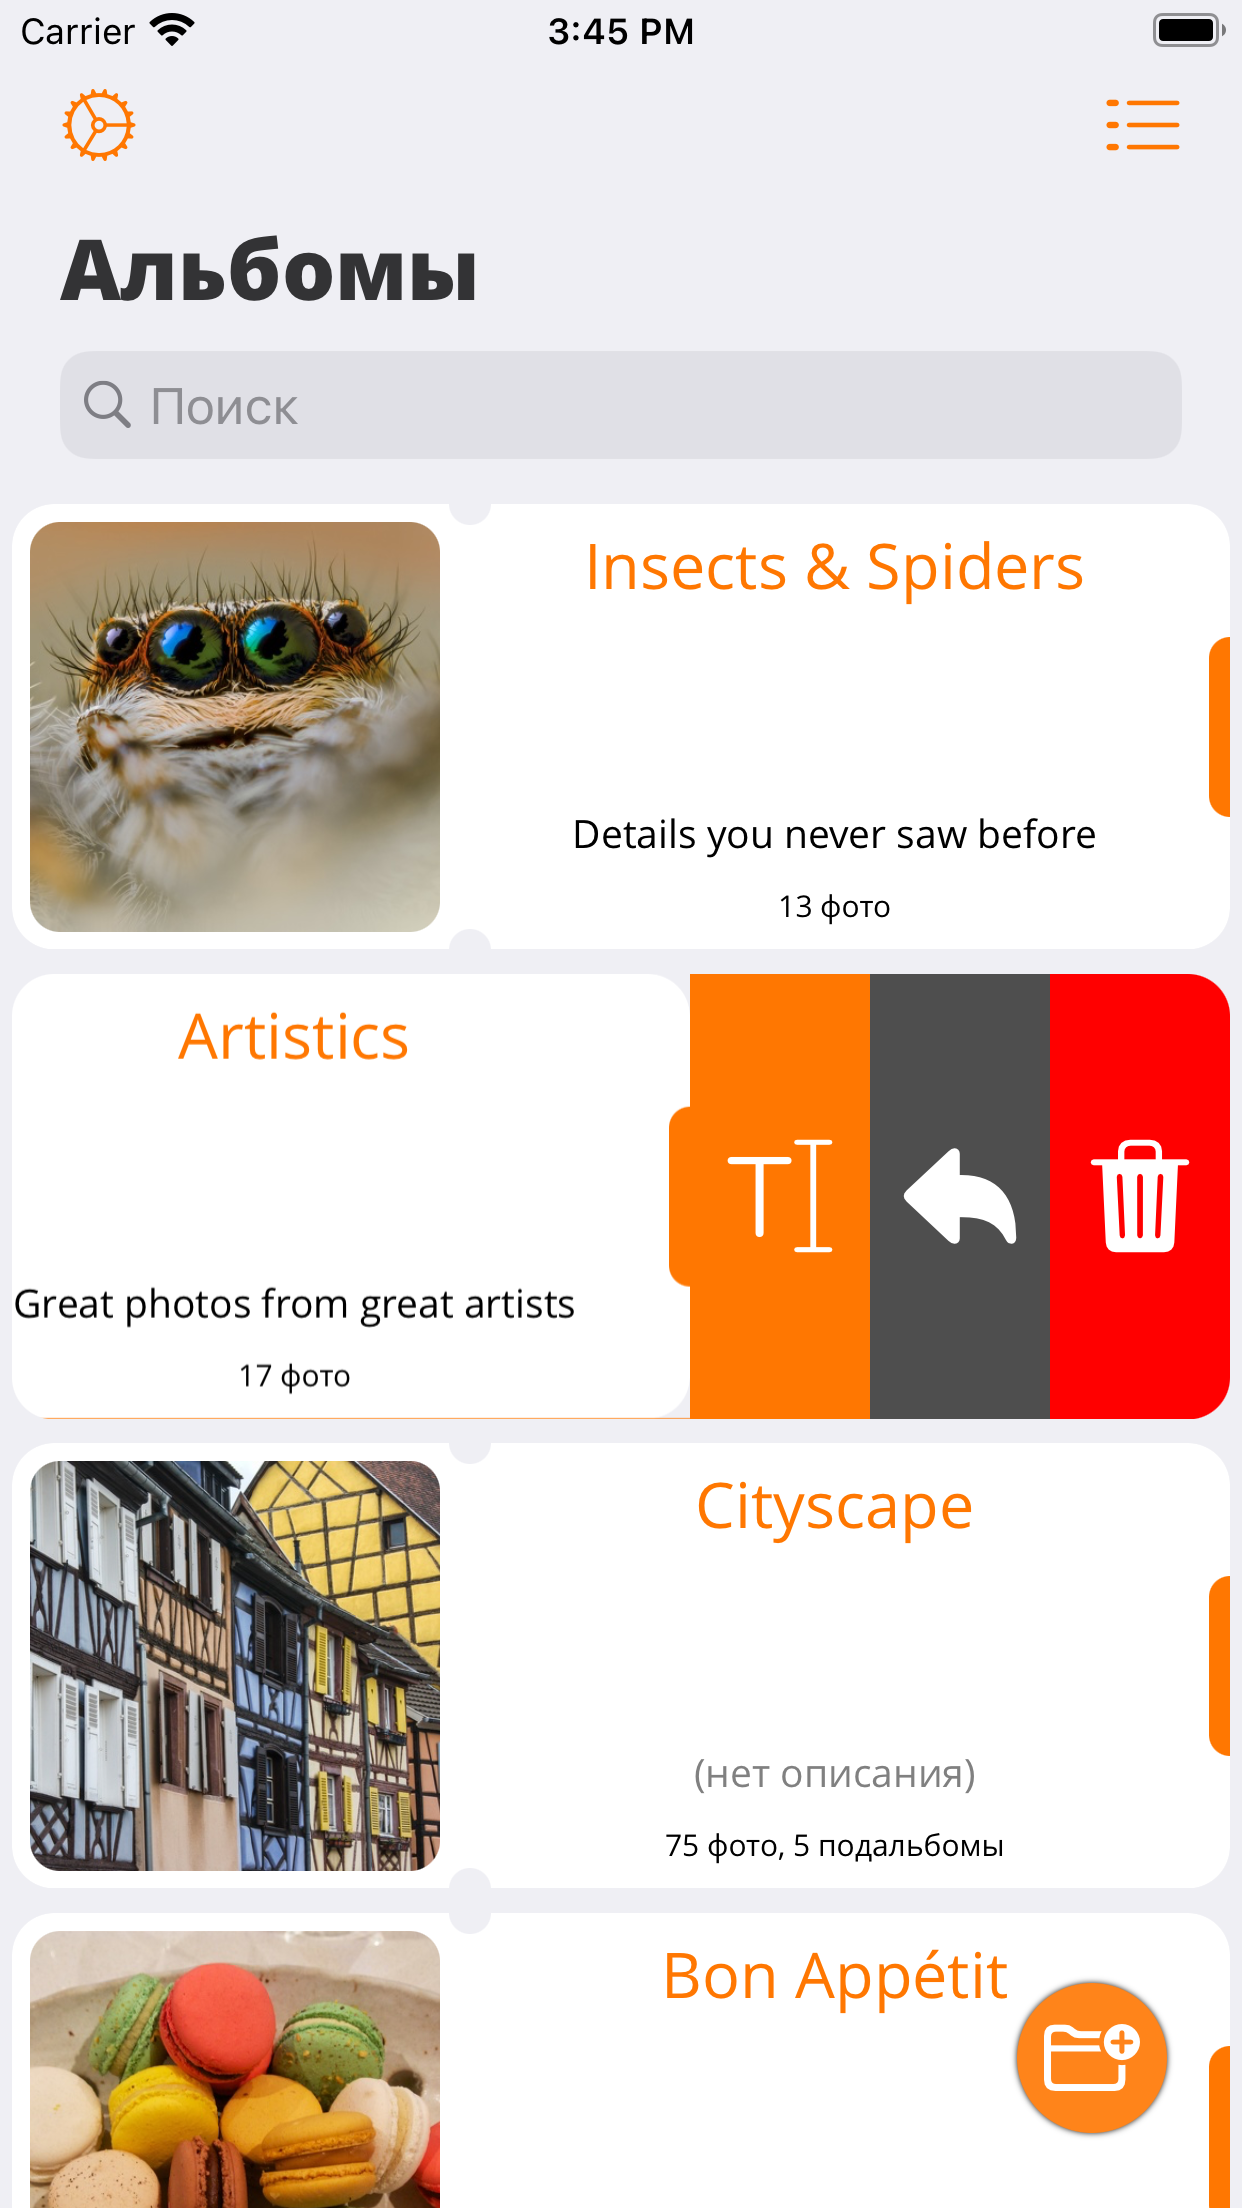 Carrier
3:45 PM
Альбомы
Поиск
Insects & Spiders
Details you never saw before
13 фото
Artistics
Great photos from great artists
17 фото
Cityscape
(нет описания)
75 фото, 5 подальбомы
Bon Appétit